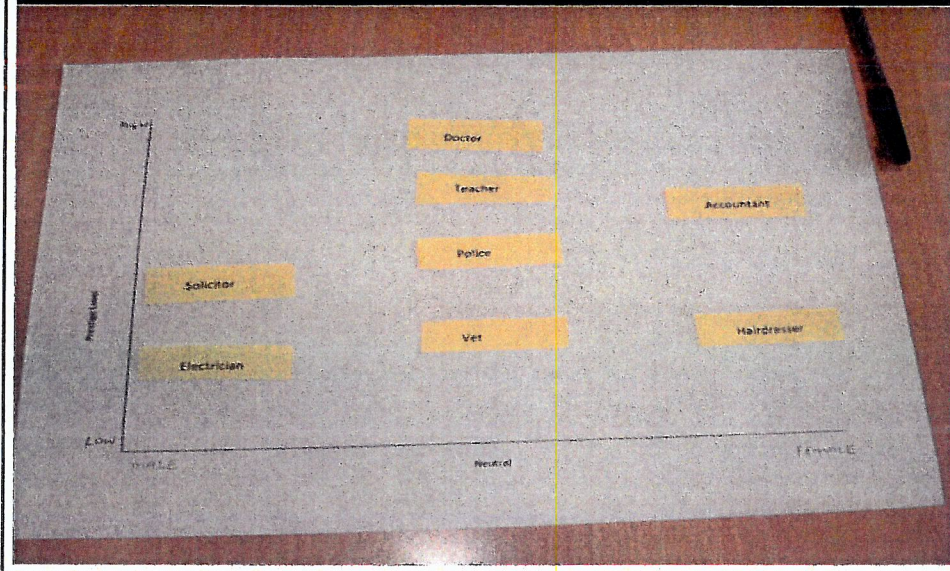 High
Doctor
Teacher
Accountant
Police
Solicitor
Vet
Hairdresser
Electrician
LOW
MALE
Neutral
FEMALE